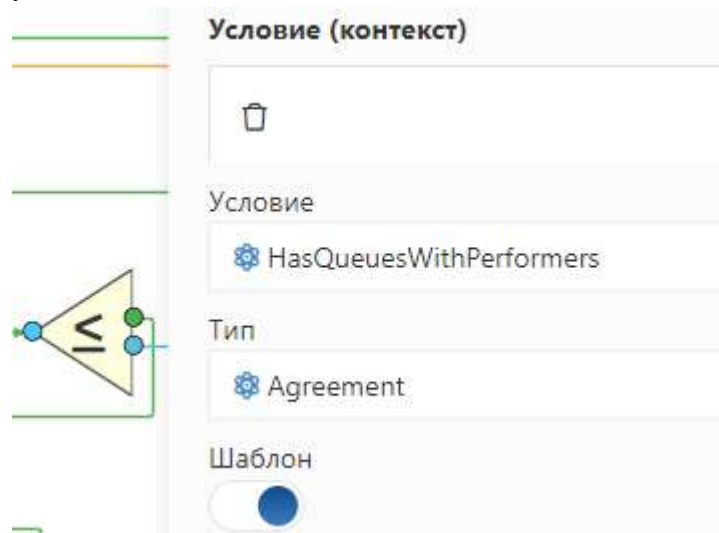 Условие (контекст)
Условие
HasQueuesWithPerformers
≤
Тип
Agreement
Шаблон